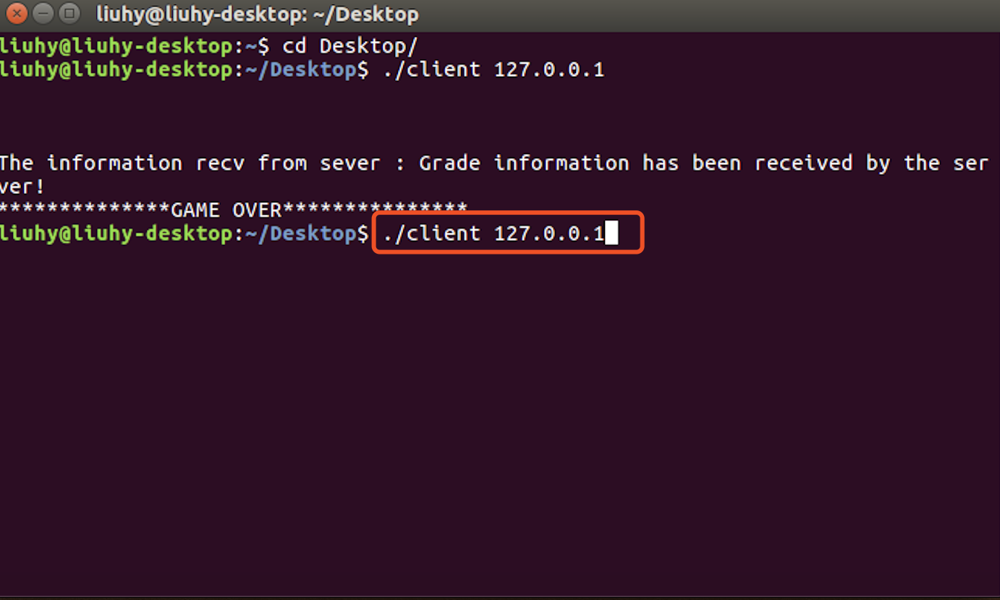 liuhy@liuhy-desktop: ~/Desktop
liuhy@liuhy-desktop:~$ cd Desktop/
liuhy@liuhy-desktop:~/Desktop$ ./client 127.0.0.1
The information recv from sever : Grade information has been received by the ser
ver!
**************GAME OVER***************
liuhy@liuhy-desktop:~/Desktop$ ./client 127.0.0.1